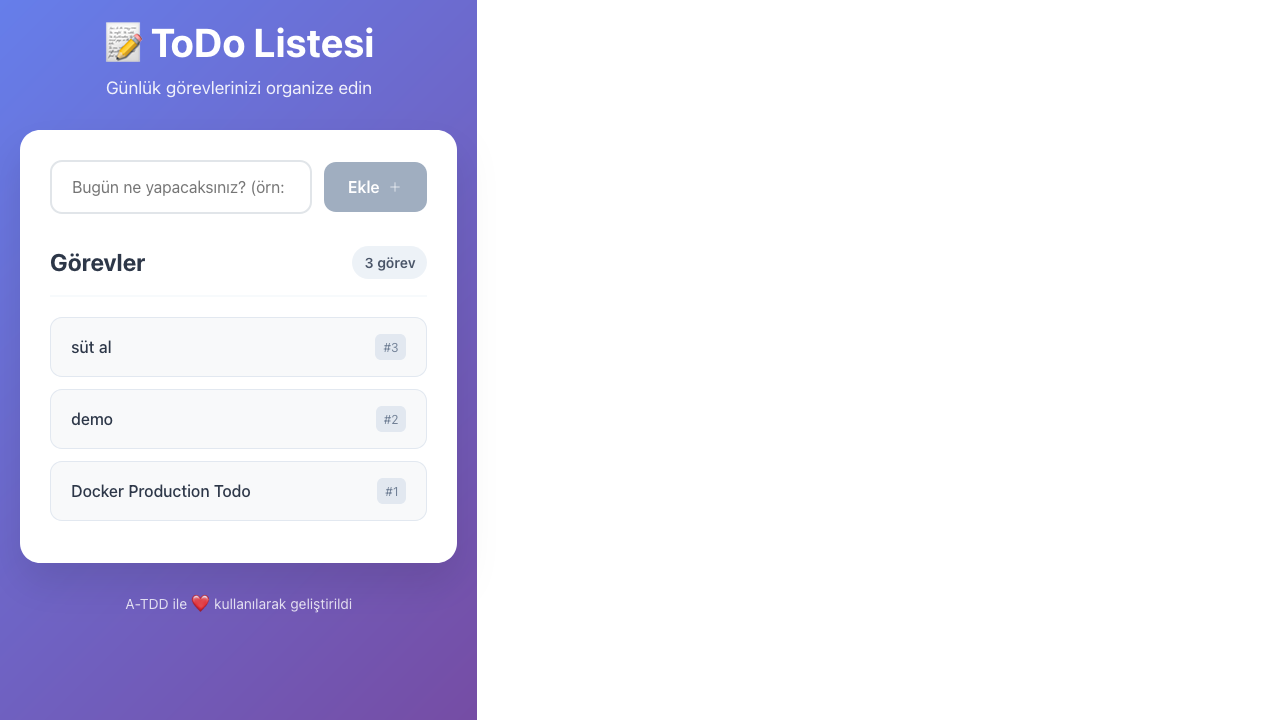 📝 ToDo Listesi
Günlük görevlerinizi organize edin
Bugün ne yapacaksınız? (örn:
Ekle +
Görevler
3 görev
süt al
#3
demo
#2
Docker Production Todo
#1
A-TDD ile ❤️ kullanılarak geliştirildi